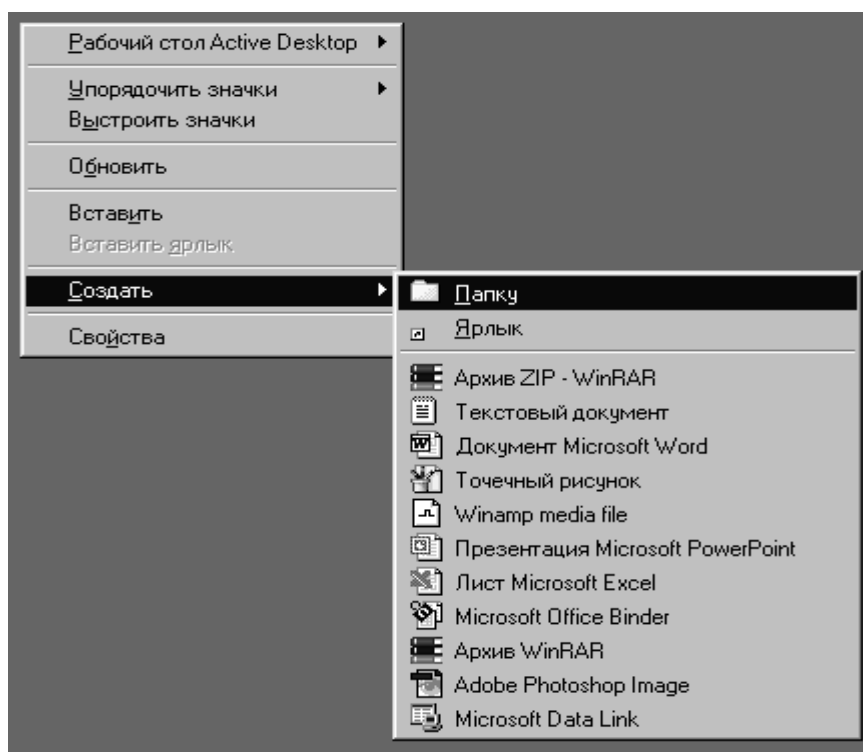 Рабочий стол Active Desktop
Упорядочить значки
Выстроить значки
Обновить
Вставить
Вставить ярлык
Создать
Свойства
Папку
Ярлык
Архив ZIP - WinRAR
Текстовый документ
Документ Microsoft Word
Точечный рисунок
Winamp media file
Презентация Microsoft PowerPoint
Лист Microsoft Excel
Microsoft Office Binder
Архив WinRAR
Adobe Photoshop Image
Microsoft Data Link